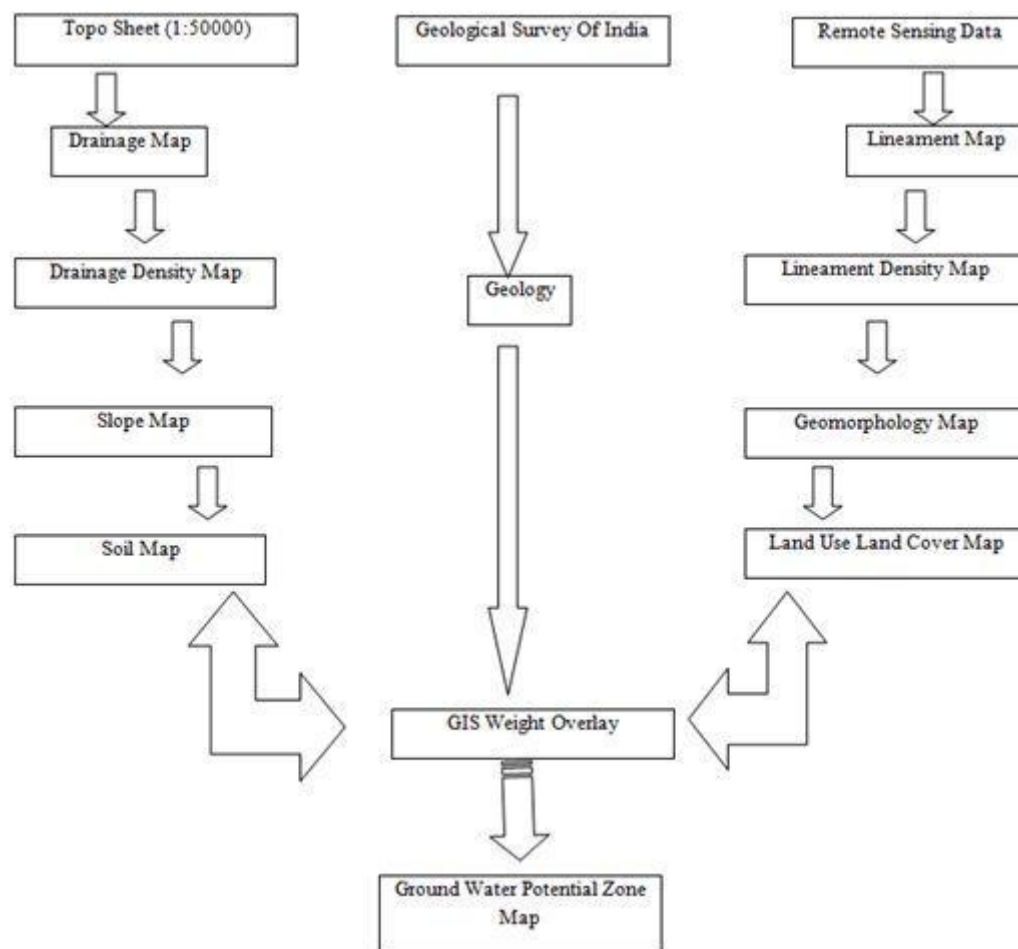 Topo Sheet (1:50000)
Geological Survey Of India
Remote Sensing Data
Drainage Map
Lineament Map
Drainage Density Map
Lineament Density Map
Geology
Slope Map
Geomorphology Map
Soil Map
Land Use Land Cover Map
GIS Weight Overlay
Ground Water Potential Zone
Map